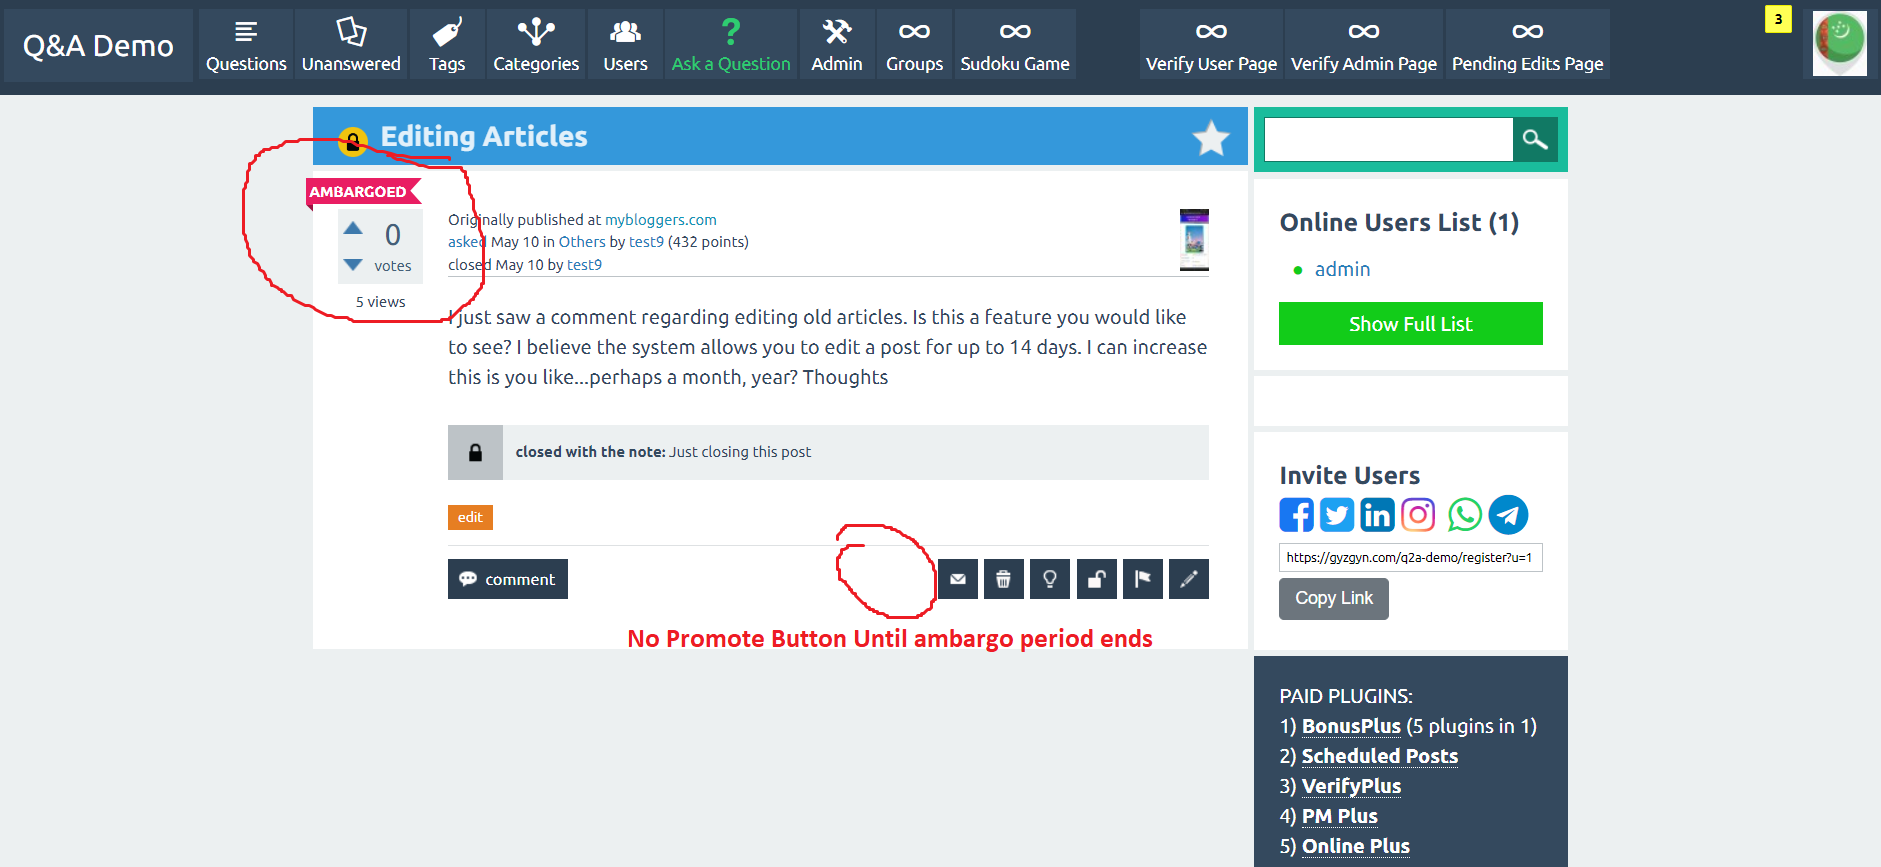 Q&A Demo
Questions
Unanswered
Tags
Categories
Users
?
Ask a Question
Admin
Groups
Sudoku Game
Verify User Page
Verify Admin Page
Pending Edits Page
3
Editing Articles
AMBARGOED
0
votes
5 views
Originally published at mybloggers.com
asked May 10 in Others by test9 (432 points)
closed May 10 by test9
I just saw a comment regarding editing old articles. Is this a feature you would like
to see? I believe the system allows you to edit a post for up to 14 days. I can increase
this is you like...perhaps a month, year? Thoughts
closed with the note: Just closing this post
edit
comment
No Promote Button Until ambargo period ends
Online Users List (1)
admin
Show Full List
Invite Users
https://gyzgyn.com/q2a-demo/register?u=1
Copy Link
PAID PLUGINS:
1) BonusPlus (5 plugins in 1)
2) Scheduled Posts
3) VerifyPlus
4) PM Plus
5) Online Plus